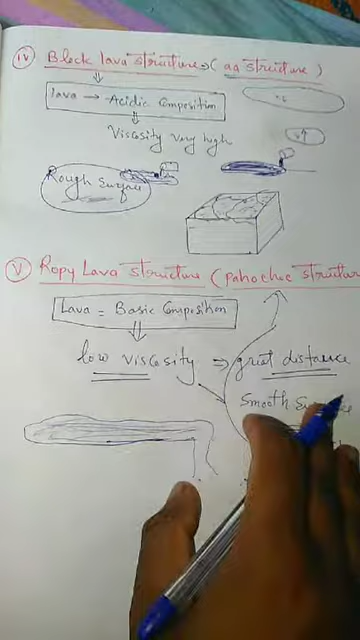 (iv) Block lava structure → (aa structure)
lava → Acidic Composition
Viscosity very high
v↑
Rough Surface
(v) Ropy Lava structure (pahoehoe structure
Lava = Basic Composition
low viscosity ⇒ great distance
Smooth